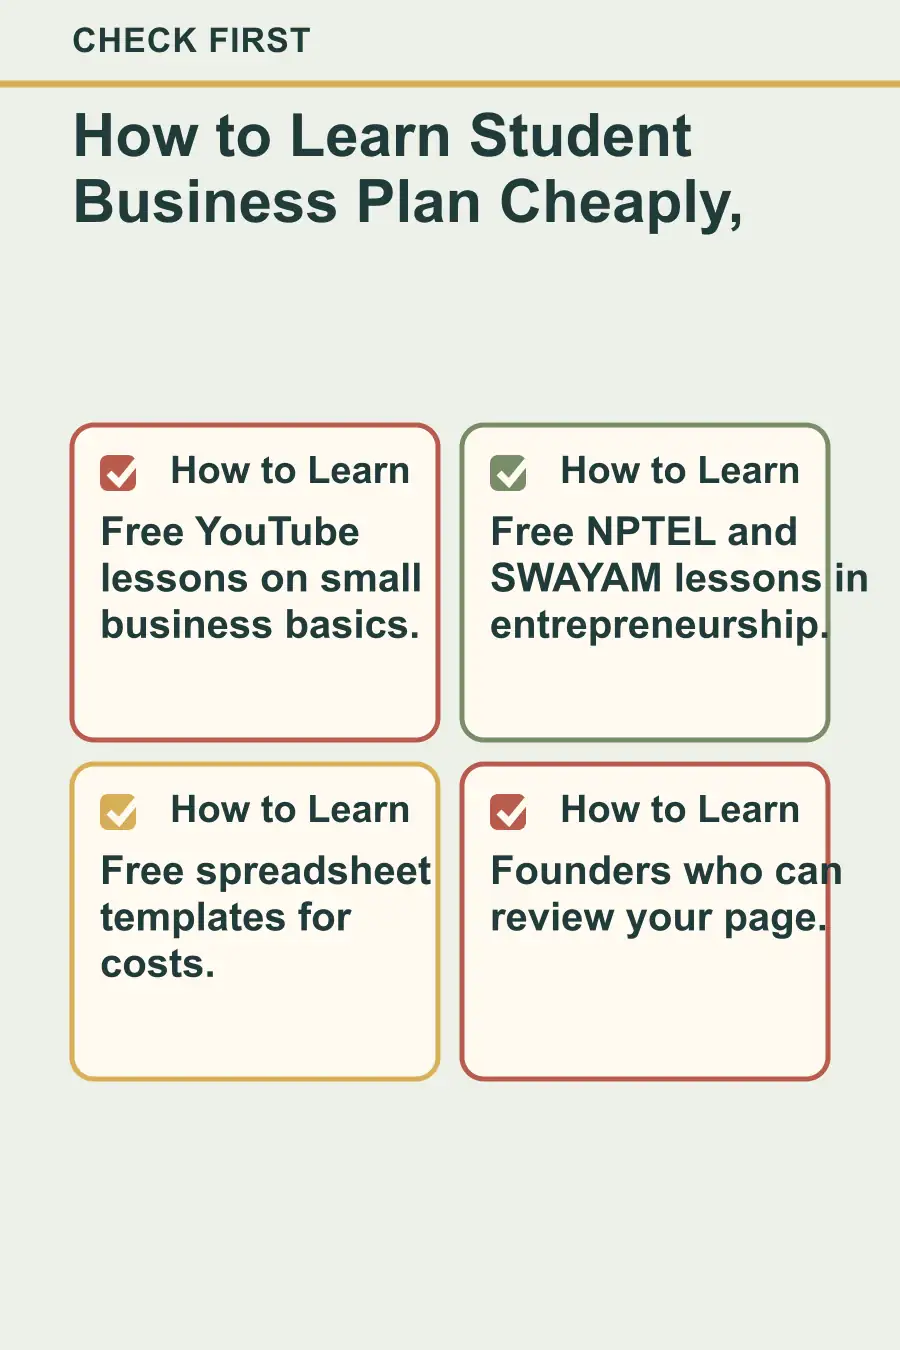 CHECK FIRST
How to Learn Student
Business Plan Cheaply,
How to Learn
Free YouTube
lessons on small
business basics.
How to Learn
Free NPTEL and
SWAYAM lessons in
entrepreneurship.
How to Learn
Free spreadsheet
templates for
costs.
How to Learn
Founders who can
review your page.